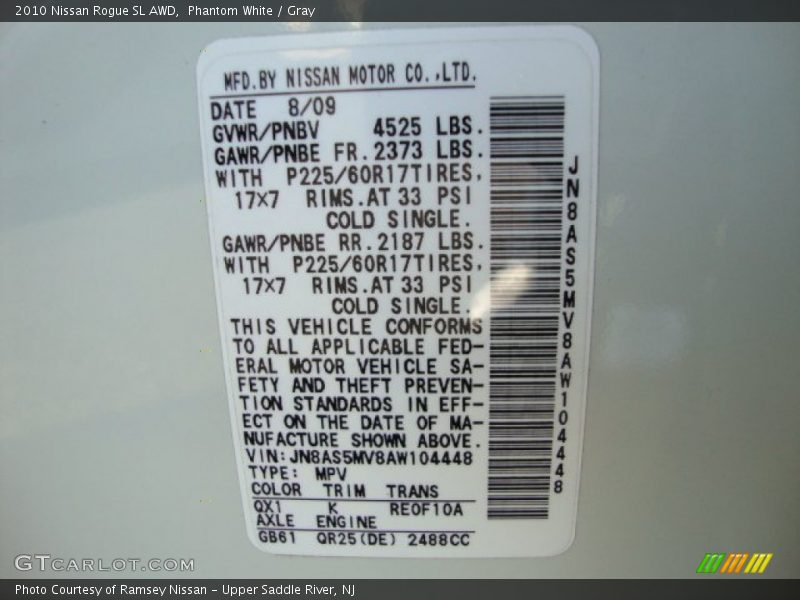 2010 Nissan Rogue SL AWD, Phantom White / Gray
MFD.BY NISSAN MOTOR CO.,LTD.
DATE 8/09
GVWR/PNBV 4525 LBS.
GAWR/PNBE FR.2373 LBS.
WITH P225/60R17TIRES,
17X7 RIMS.AT 33 PSI
COLD SINGLE.
GAWR/PNBE RR.2187 LBS.
WITH P225/60R17TIRES,
17X7 RIMS.AT 33 PSI
COLD SINGLE.
THIS VEHICLE CONFORMS
TO ALL APPLICABLE FED-
ERAL MOTOR VEHICLE SA-
FETY AND THEFT PREVEN-
TION STANDARDS IN EFF-
ECT ON THE DATE OF MA-
NUFACTURE SHOWN ABOVE.
VIN:JN8AS5MV8AW104448
TYPE: MPV
COLOR TRIM TRANS
QX1 K RE0F10A
AXLE ENGINE
GB61 QR25(DE) 2488CC
JN8AS5MV8AW104448
GTCARLOT.COM
Photo Courtesy of Ramsey Nissan - Upper Saddle River, NJ